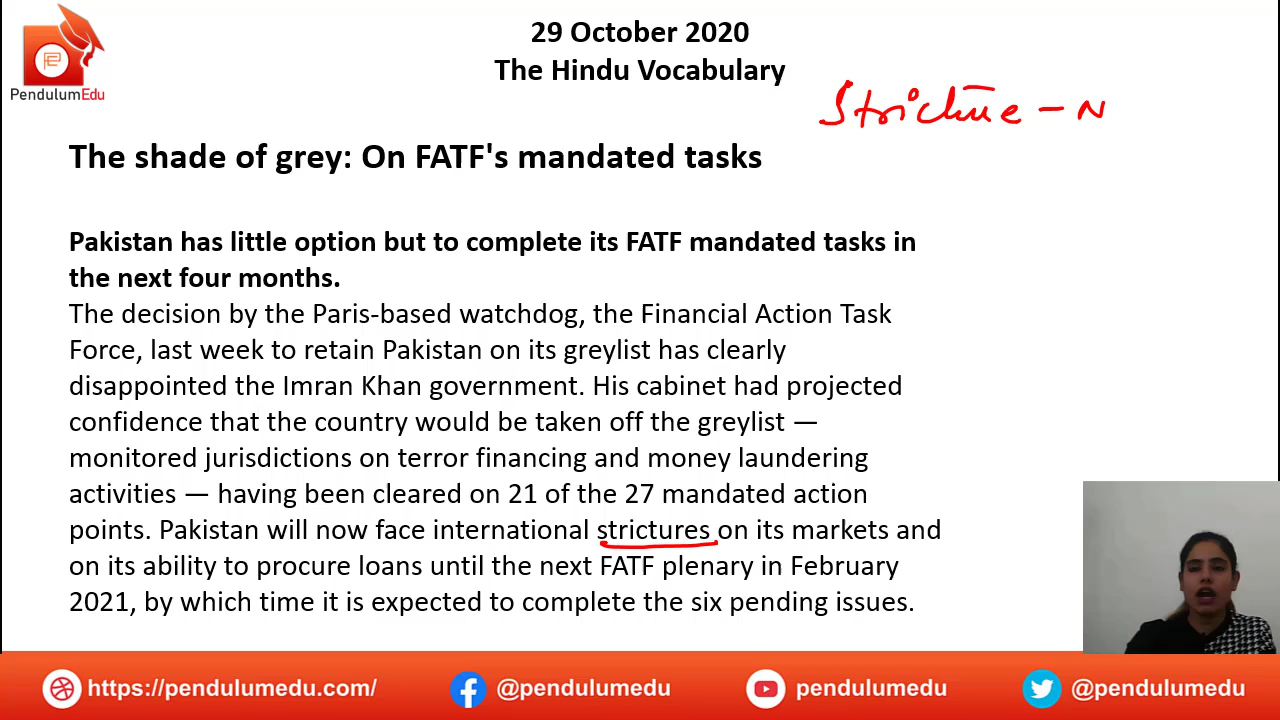 29 October 2020
The Hindu Vocabulary
PendulumEdu
Stricture - N
The shade of grey: On FATF's mandated tasks
Pakistan has little option but to complete its FATF mandated tasks in
the next four months.
The decision by the Paris-based watchdog, the Financial Action Task
Force, last week to retain Pakistan on its greylist has clearly
disappointed the Imran Khan government. His cabinet had projected
confidence that the country would be taken off the greylist —
monitored jurisdictions on terror financing and money laundering
activities — having been cleared on 21 of the 27 mandated action
points. Pakistan will now face international strictures on its markets and
on its ability to procure loans until the next FATF plenary in February
2021, by which time it is expected to complete the six pending issues.
https://pendulumedu.com/ @pendulumedu pendulumedu @pendulumedu